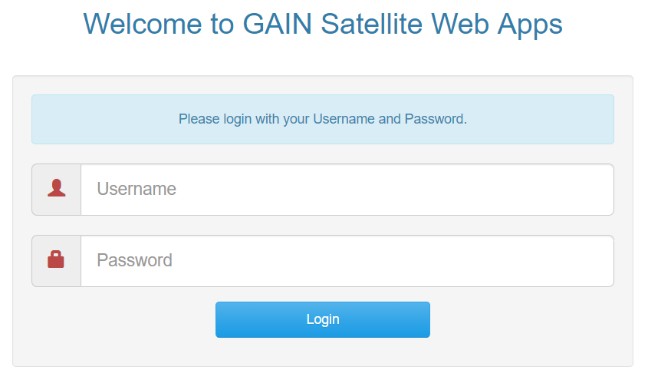 Welcome to GAIN Satellite Web Apps
Please login with your Username and Password.
Username
Password
Login